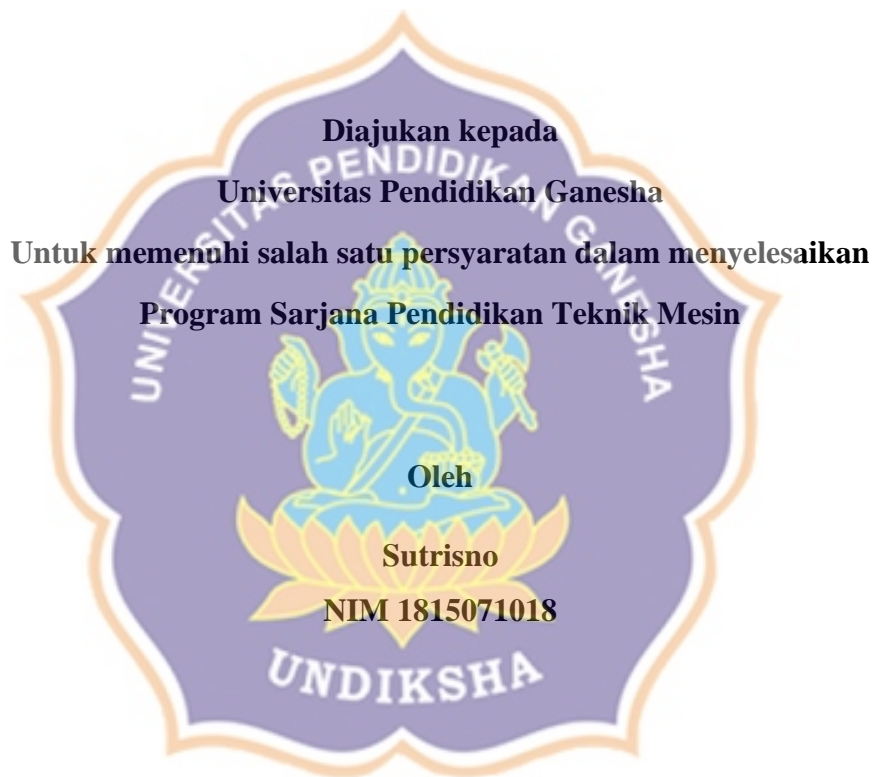 Diajukan kepada
UNIVERSITAS PENDIDIKAN GANESHA
Universitas Pendidikan Ganesha
Untuk memenuhi salah satu persyaratan dalam menyelesaikan
Program Sarjana Pendidikan Teknik Mesin
Oleh
Sutrisno
NIM 1815071018
UNDIKSHA